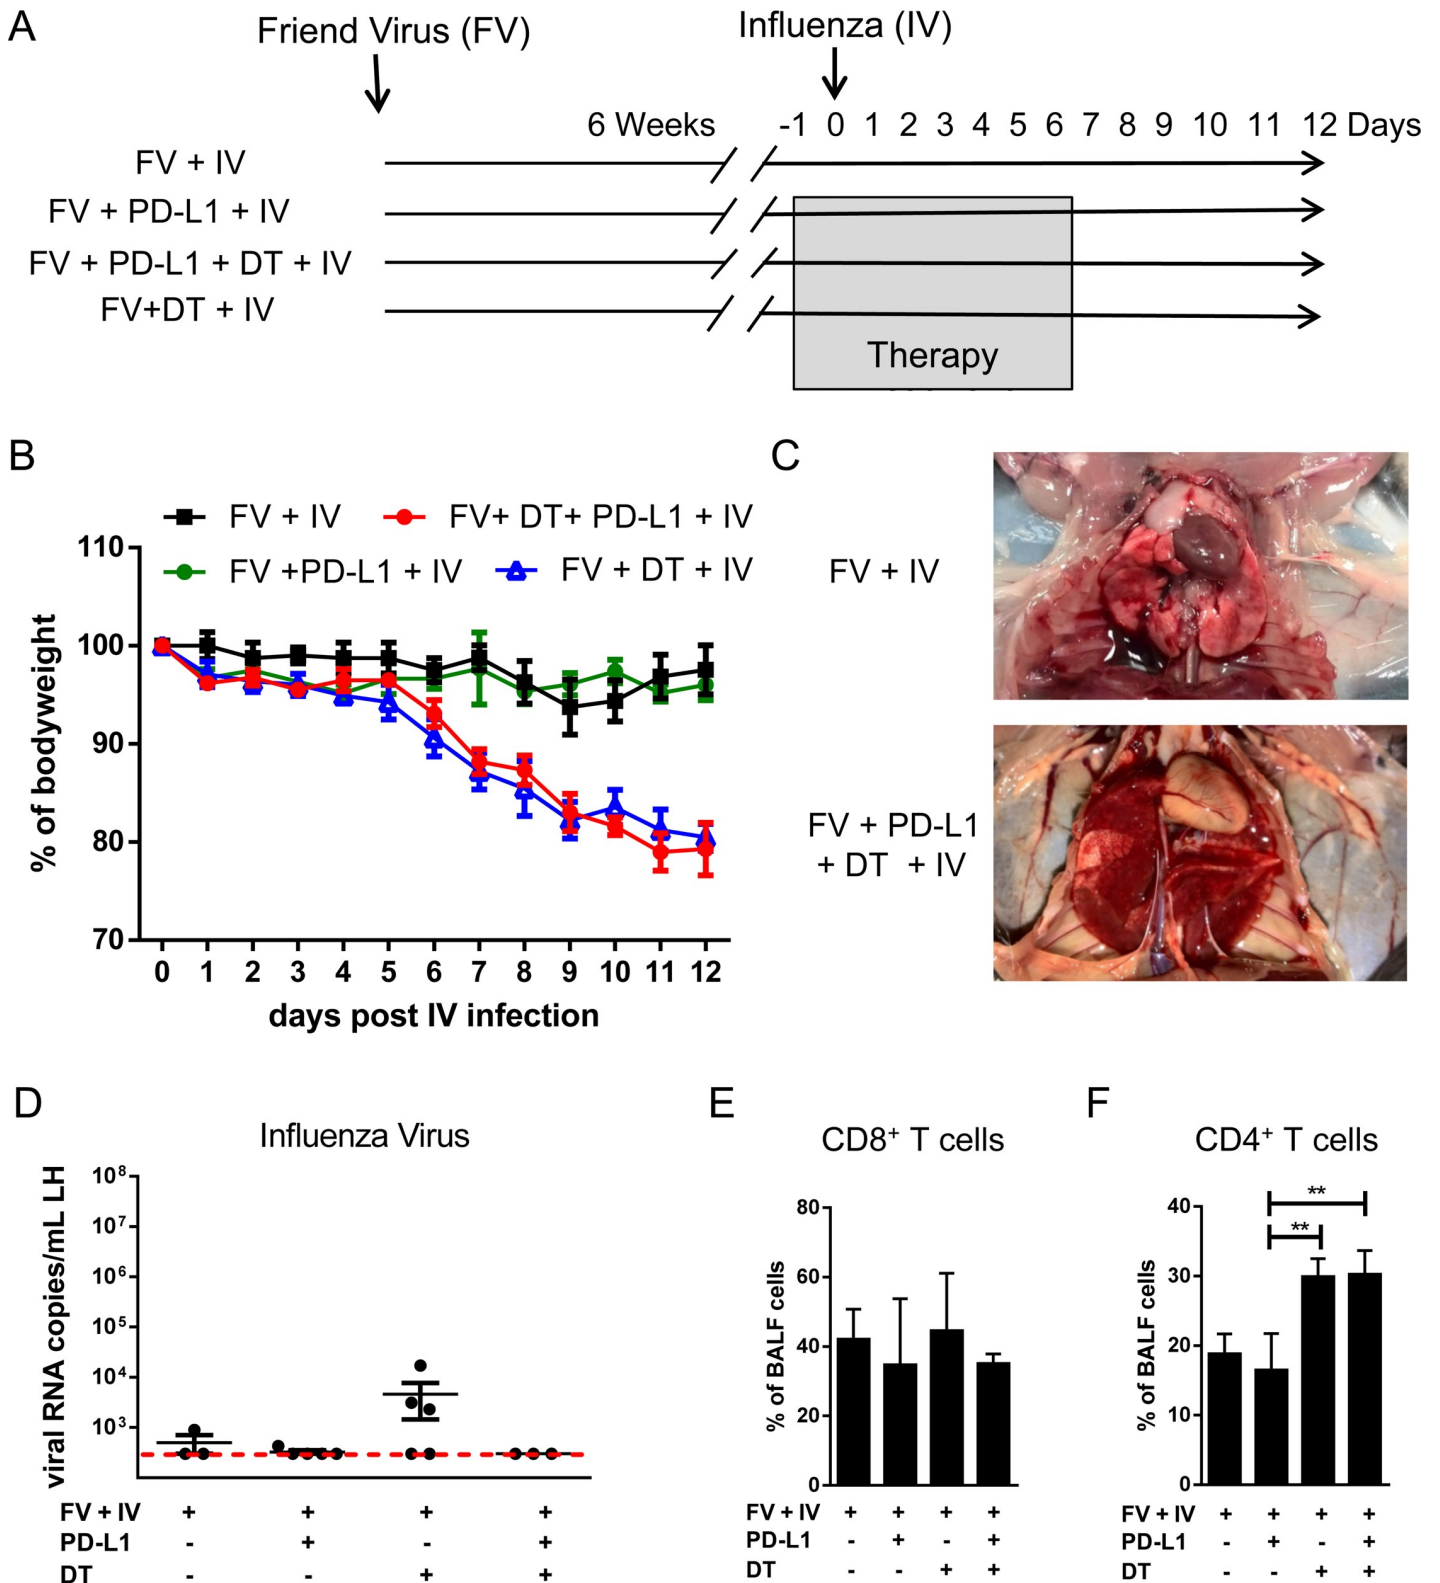 A
Friend Virus (FV)
Influenza (IV)
6 Weeks
-1 0 1 2 3 4 5 6 7 8 9 10 11 12 Days
FV + IV
FV + PD-L1 + IV
FV + PD-L1 + DT + IV
FV+DT + IV
Therapy
B
FV + IV
FV+ DT+ PD-L1 + IV
FV +PD-L1 + IV
FV + DT + IV
% of bodyweight
110
100
90
80
70
0 1 2 3 4 5 6 7 8 9 10 11 12
days post IV infection
C
FV + IV
FV + PD-L1
+ DT + IV
D
Influenza Virus
viral RNA copies/mL LH
10⁸
10⁷
10⁶
10⁵
10⁴
10³
FV + IV + + + +
PD-L1 - + - +
DT - - + +
E
CD8⁺ T cells
% of BALF cells
80
60
40
20
0
FV + IV + + + +
PD-L1 - + - +
DT - - + +
F
CD4⁺ T cells
% of BALF cells
40
30
20
10
0
**
**
FV + IV + + + +
PD-L1 - + - +
DT - - + +